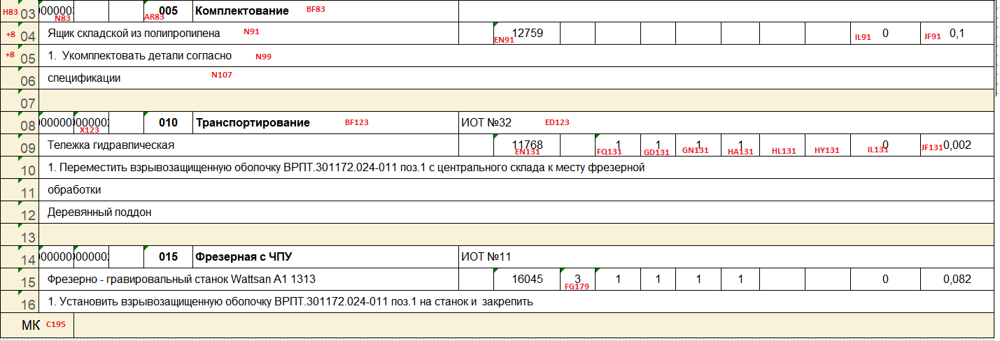 H83 03 0000003 N83 AR83 005 Комплектование BF83
+8 04 Ящик складской из полипропилена N91 EN91 12759 IL91 0 JF91 0,1
+8 05 1. Укомплектовать детали согласно N99
06 спецификации N107
07
08 X123 010 Транспортирование BF123 ИОТ №32 ED123
09 Тележка гидравлическая 11768 EN131 FQ131 1 GD131 1 GN131 1 HA131 1 HL131 HY131 IL131 0 JF131 0,002
10 1. Переместить взрывозащищенную оболочку ВРПТ.301172.024-011 поз.1 с центрального склада к месту фрезерной
11 обработки
12 Деревянный поддон
13
14 015 Фрезерная с ЧПУ ИОТ №11
15 Фрезерно - гравировальный станок Wattsan A1 1313 16045 3 FG179 1 1 1 1 0 0,082
16 1. Установить взрывозащищенную оболочку ВРПТ.301172.024-011 поз.1 на станок и закрепить
МК C195